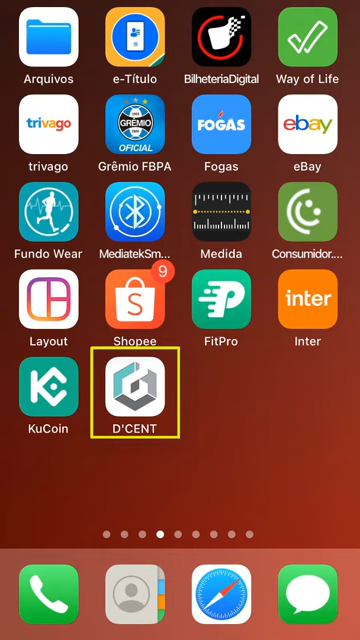 Arquivos
e-Título
BilheteriaDigital
Way of Life
trivago
GRÊMIO
OFICIAL
FOGAS
ebay
trivago
Grêmio FBPA
Fogas
eBay
Fundo Wear
MediatekSm...
Medida
Consumidor....
9
S
inter
Layout
Shopee
FitPro
Inter
KuCoin
D'CENT